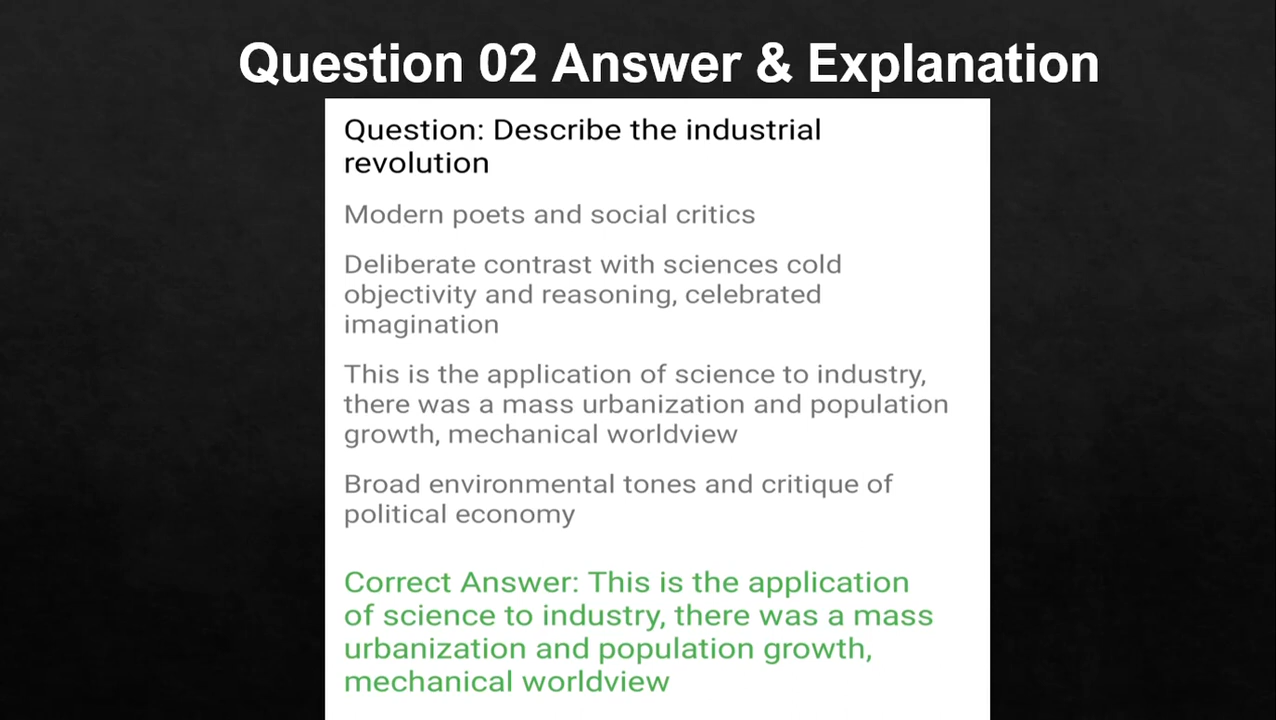 Question 02 Answer & Explanation
Question: Describe the industrial
revolution
Modern poets and social critics
Deliberate contrast with sciences cold
objectivity and reasoning, celebrated
imagination
This is the application of science to industry,
there was a mass urbanization and population
growth, mechanical worldview
Broad environmental tones and critique of
political economy
Correct Answer: This is the application
of science to industry, there was a mass
urbanization and population growth,
mechanical worldview